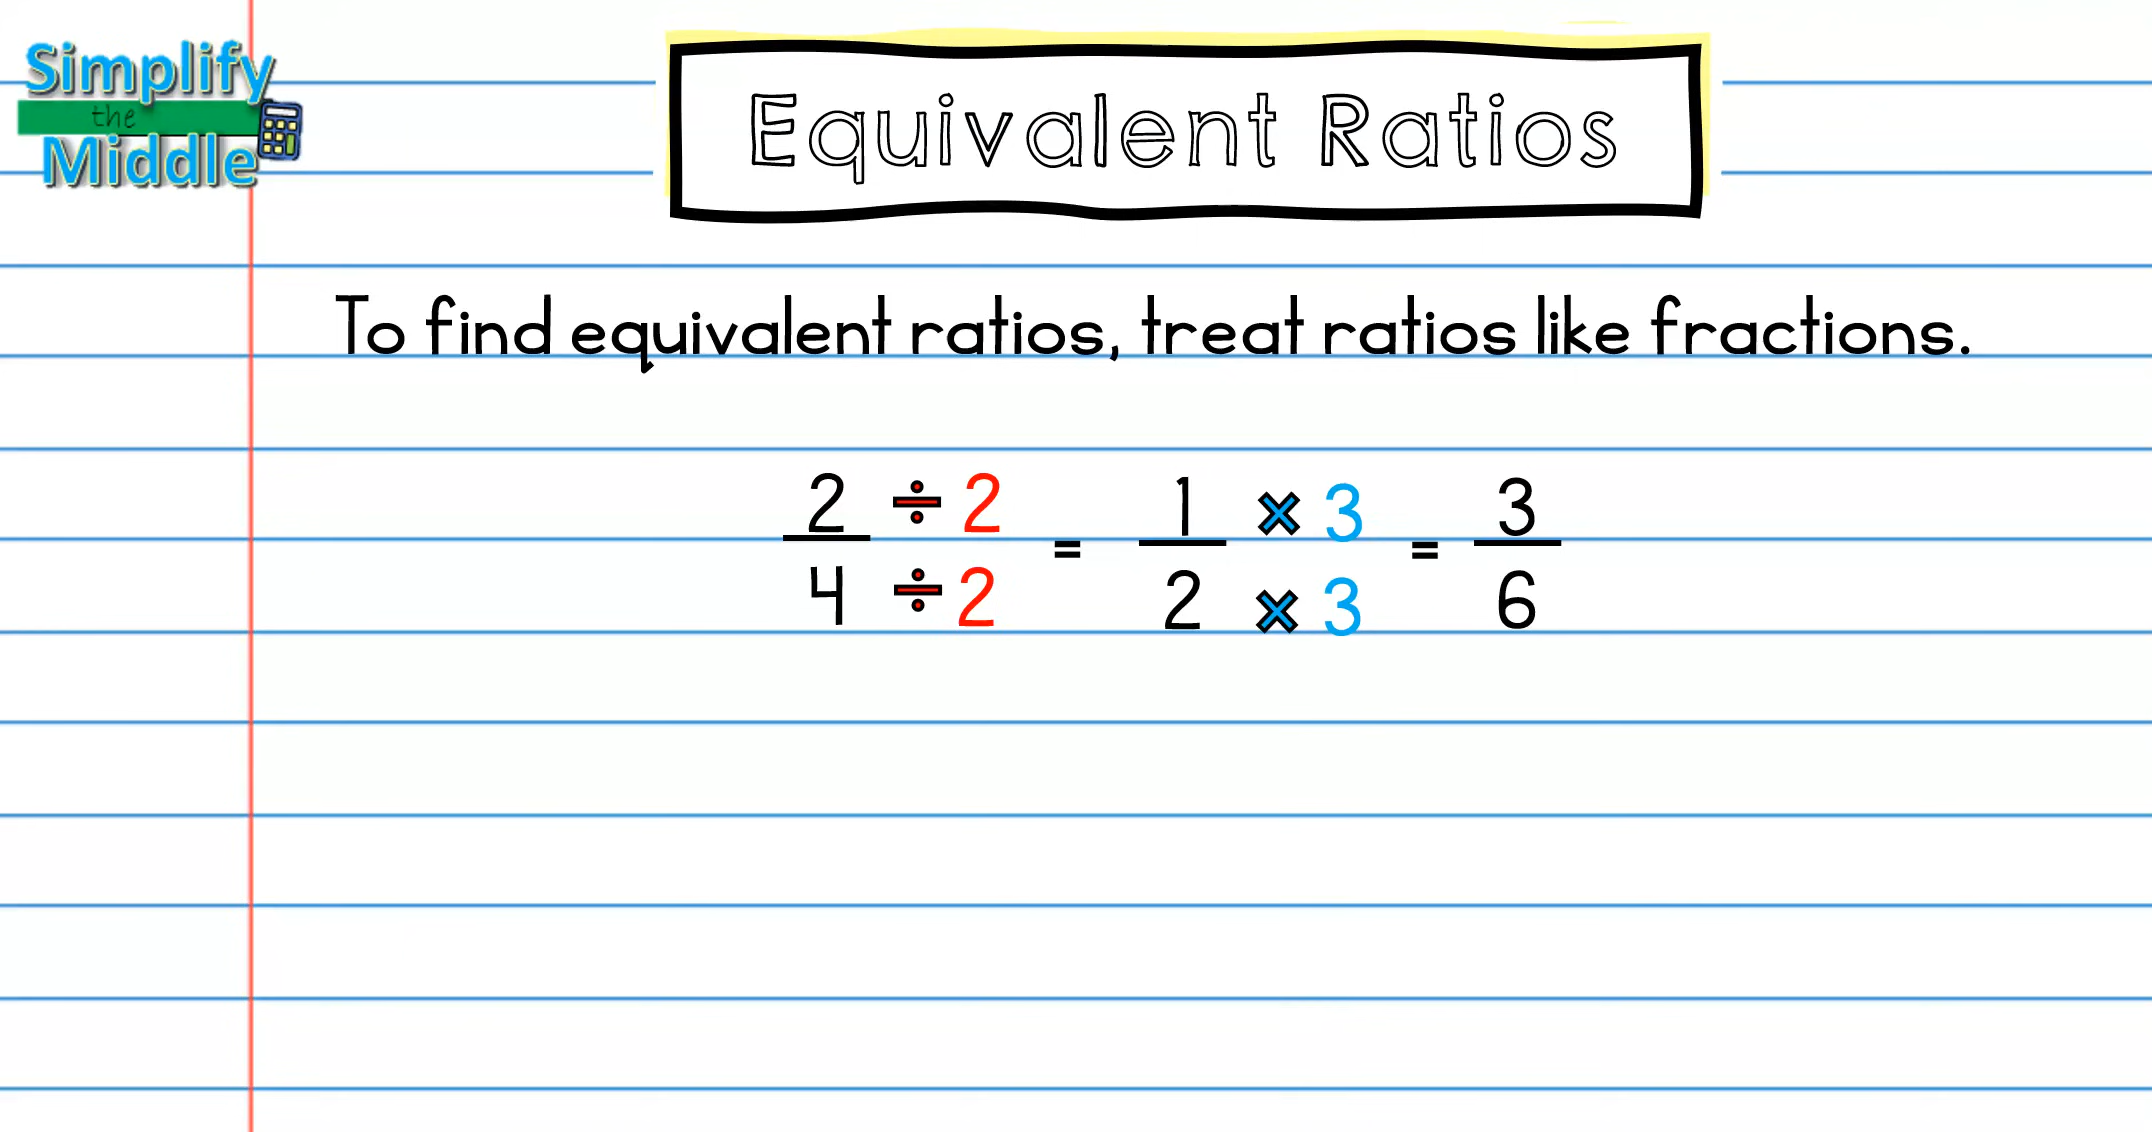 Simplify
the
Middle
Equivalent Ratios
To find equivalent ratios, treat ratios like fractions.
2 ÷ 2 = 1 × 3 = 3
4 ÷ 2 2 × 3 6